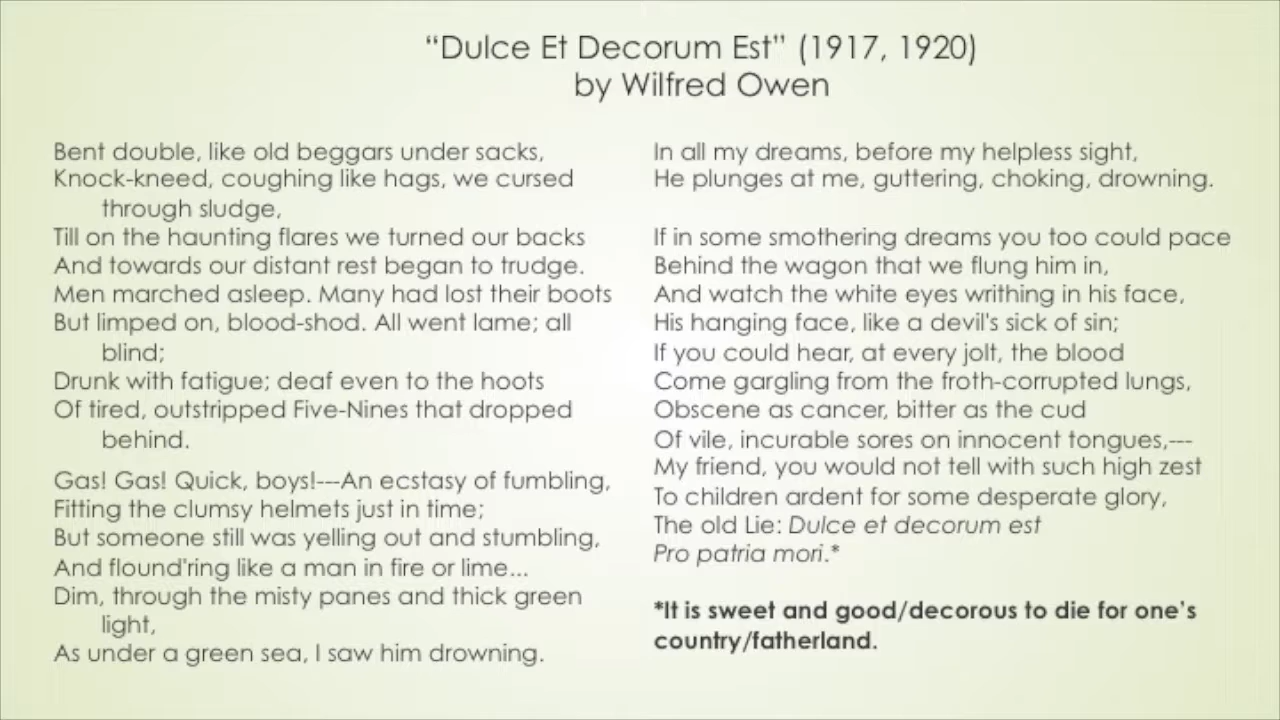 “Dulce Et Decorum Est” (1917, 1920)
by Wilfred Owen
Bent double, like old beggars under sacks,
Knock-kneed, coughing like hags, we cursed
through sludge,
Till on the haunting flares we turned our backs
And towards our distant rest began to trudge.
Men marched asleep. Many had lost their boots
But limped on, blood-shod. All went lame; all
blind;
Drunk with fatigue; deaf even to the hoots
Of tired, outstripped Five-Nines that dropped
behind.
Gas! Gas! Quick, boys!---An ecstasy of fumbling,
Fitting the clumsy helmets just in time;
But someone still was yelling out and stumbling,
And flound'ring like a man in fire or lime...
Dim, through the misty panes and thick green
light,
As under a green sea, I saw him drowning.
In all my dreams, before my helpless sight,
He plunges at me, guttering, choking, drowning.
If in some smothering dreams you too could pace
Behind the wagon that we flung him in,
And watch the white eyes writhing in his face,
His hanging face, like a devil's sick of sin;
If you could hear, at every jolt, the blood
Come gargling from the froth-corrupted lungs,
Obscene as cancer, bitter as the cud
Of vile, incurable sores on innocent tongues,---
My friend, you would not tell with such high zest
To children ardent for some desperate glory,
The old Lie: Dulce et decorum est
Pro patria mori.*
*It is sweet and good/decorous to die for one’s
country/fatherland.